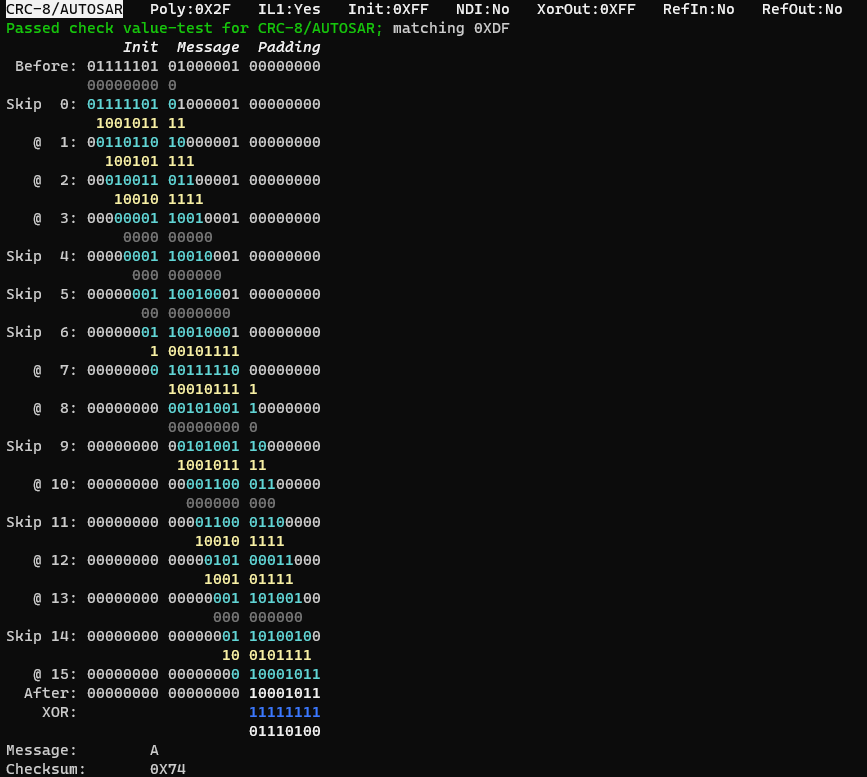 CRC-8/AUTOSAR   Poly:0X2F   IL1:Yes   Init:0XFF   NDI:No   XorOut:0XFF   RefIn:No   RefOut:No
Passed check value-test for CRC-8/AUTOSAR; matching 0XDF
             Init  Message  Padding
 Before: 01111101 01000001 00000000
         00000000 0
Skip  0: 01111101 01000001 00000000
          1001011 11
   @  1: 00110110 10000001 00000000
           100101 111
   @  2: 00010011 01100001 00000000
            10010 1111
   @  3: 00000001 10010001 00000000
             0000 00000
Skip  4: 00000001 10010001 00000000
              000 000000
Skip  5: 00000001 10010001 00000000
               00 0000000
Skip  6: 00000001 10010001 00000000
                1 00101111
   @  7: 00000000 10111110 00000000
                  10010111 1
   @  8: 00000000 00101001 10000000
                  00000000 0
Skip  9: 00000000 00101001 10000000
                   1001011 11
   @ 10: 00000000 00001100 01100000
                    000000 000
Skip 11: 00000000 00001100 01100000
                     10010 1111
   @ 12: 00000000 00000101 00011000
                      1001 01111
   @ 13: 00000000 00000001 10100100
                       000 000000
Skip 14: 00000000 00000001 10100100
                        10 0101111
   @ 15: 00000000 00000000 10001011
  After: 00000000 00000000 10001011
    XOR:                   11111111
                           01110100
Message:        A
Checksum:       0X74